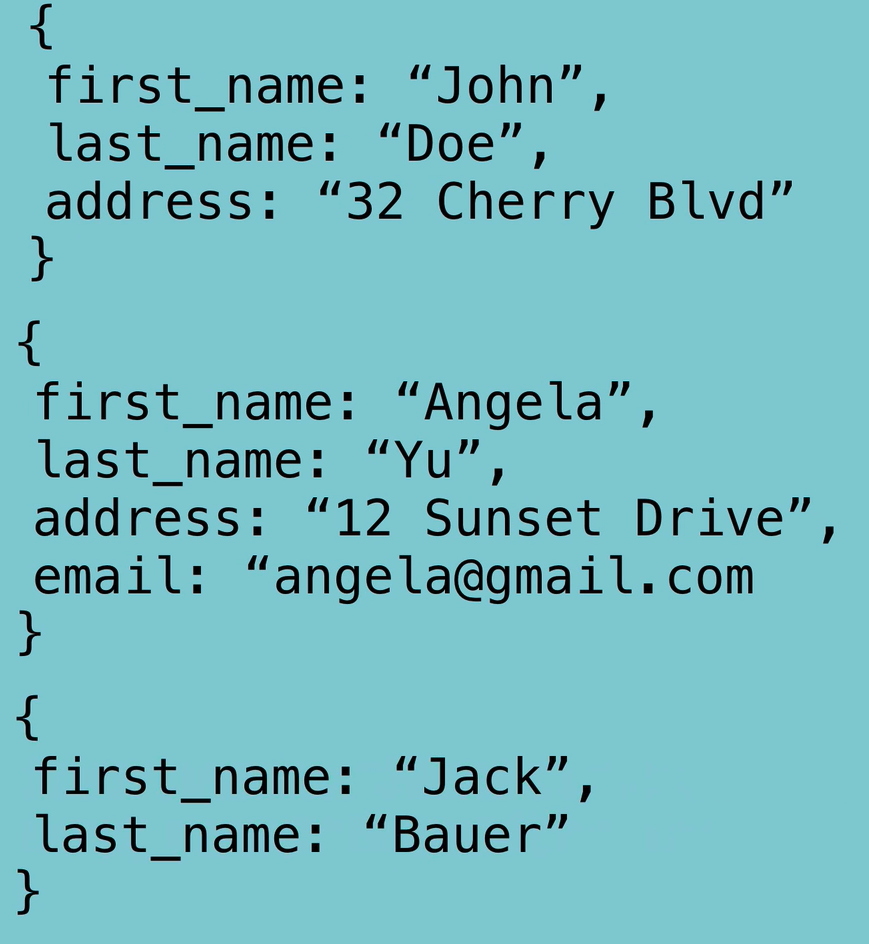 {
first_name: “John”,
last_name: “Doe”,
address: “32 Cherry Blvd”
}
{
first_name: “Angela”,
last_name: “Yu”,
address: “12 Sunset Drive”,
email: “angela@gmail.com
}
{
first_name: “Jack”,
last_name: “Bauer”
}